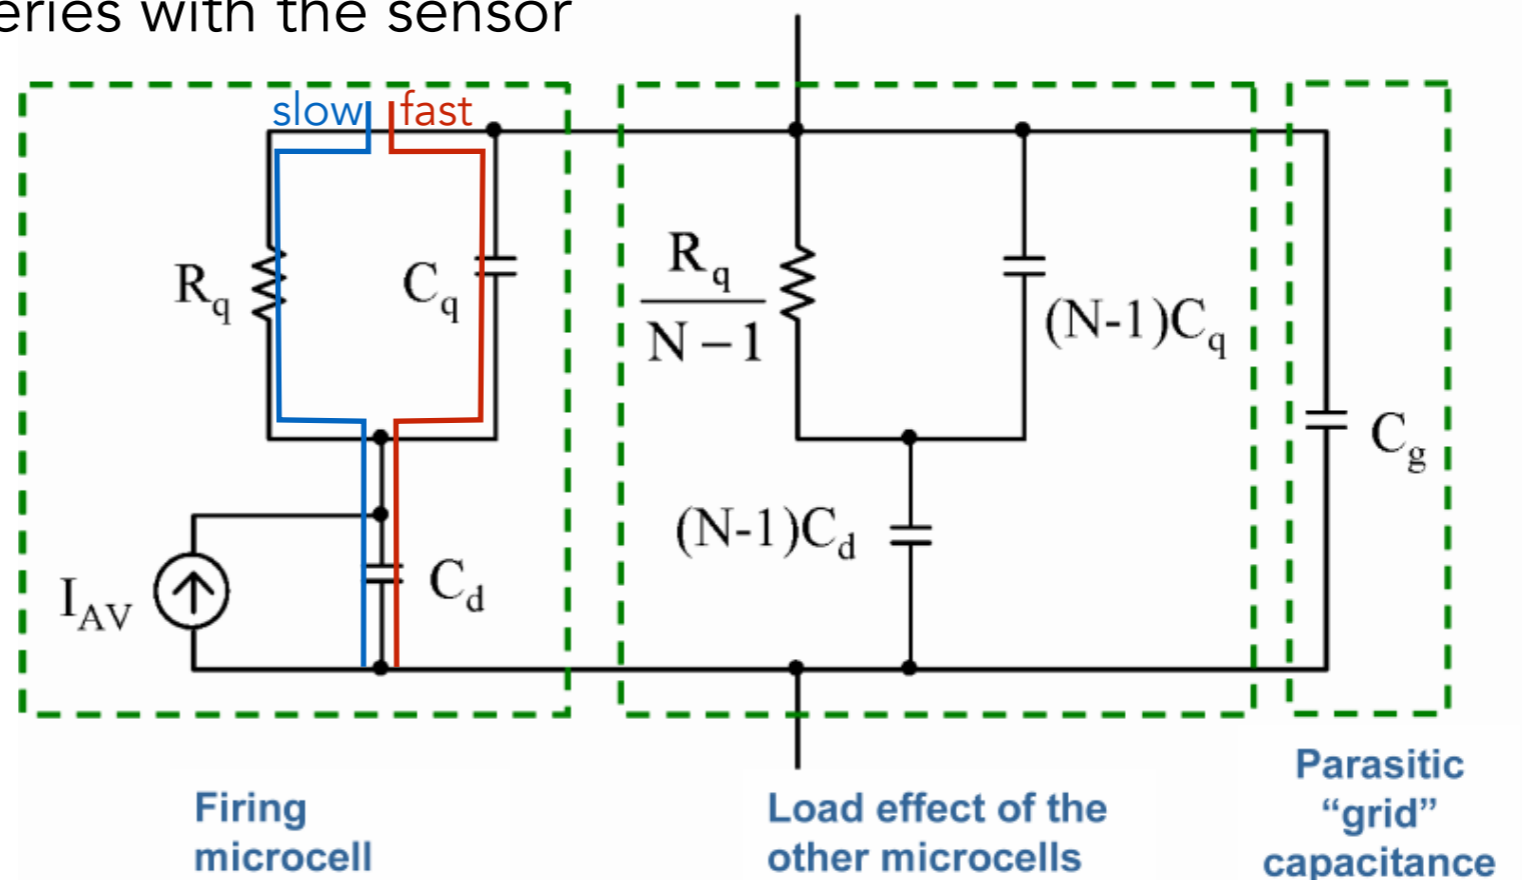 eries with the sensor
slow fast
R_q
C_q
R_q
N − 1
(N-1)C_q
C_g
(N-1)C_d
I_AV
C_d
Firing
microcell
Load effect of the
other microcells
Parasitic
“grid”
capacitance